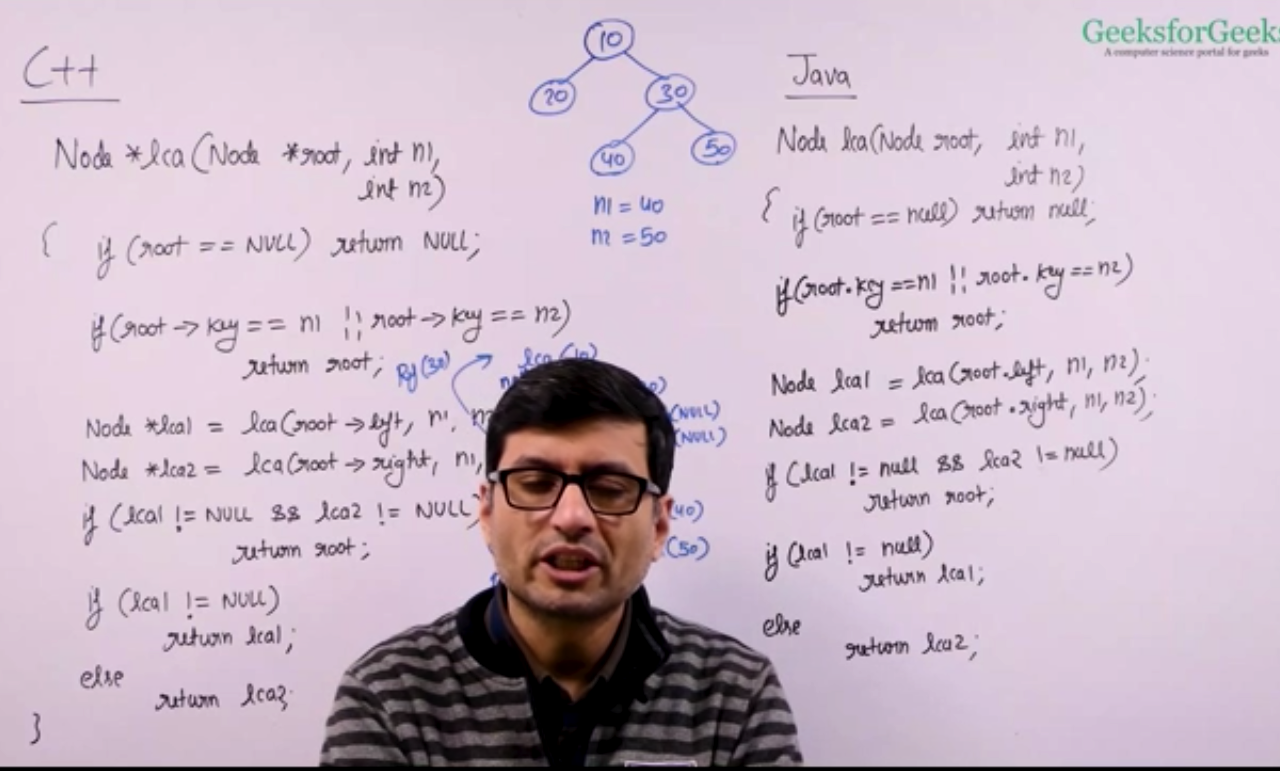 GeeksforGeeks
A computer science portal for geeks
C++
Node *lca(Node *root, int n1,
int n2)
{ if (root == NULL) return NULL;
if (root -> key == n1 || root -> key == n2)
return root;
Node *lca1 = lca(root -> left, n1,
Node *lca2 = lca(root -> right, n1,
if (lca1 != NULL && lca2 != NULL)
return root;
if (lca1 != NULL)
return lca1;
else
return lca2;
}
10
20 30
40 50
n1 = 40
n2 = 50
Ref(30)
lca(10)
(NULL)
(NULL)
(40)
(50)
Java
Node lca(Node root, int n1,
int n2)
{ if (root == null) return null;
if (root.key == n1 || root.key == n2)
return root;
Node lca1 = lca(root.left, n1, n2);
Node lca2 = lca(root.right, n1, n2);
if (lca1 != null && lca2 != null)
return root;
if (lca1 != null)
return lca1;
else
return lca2;